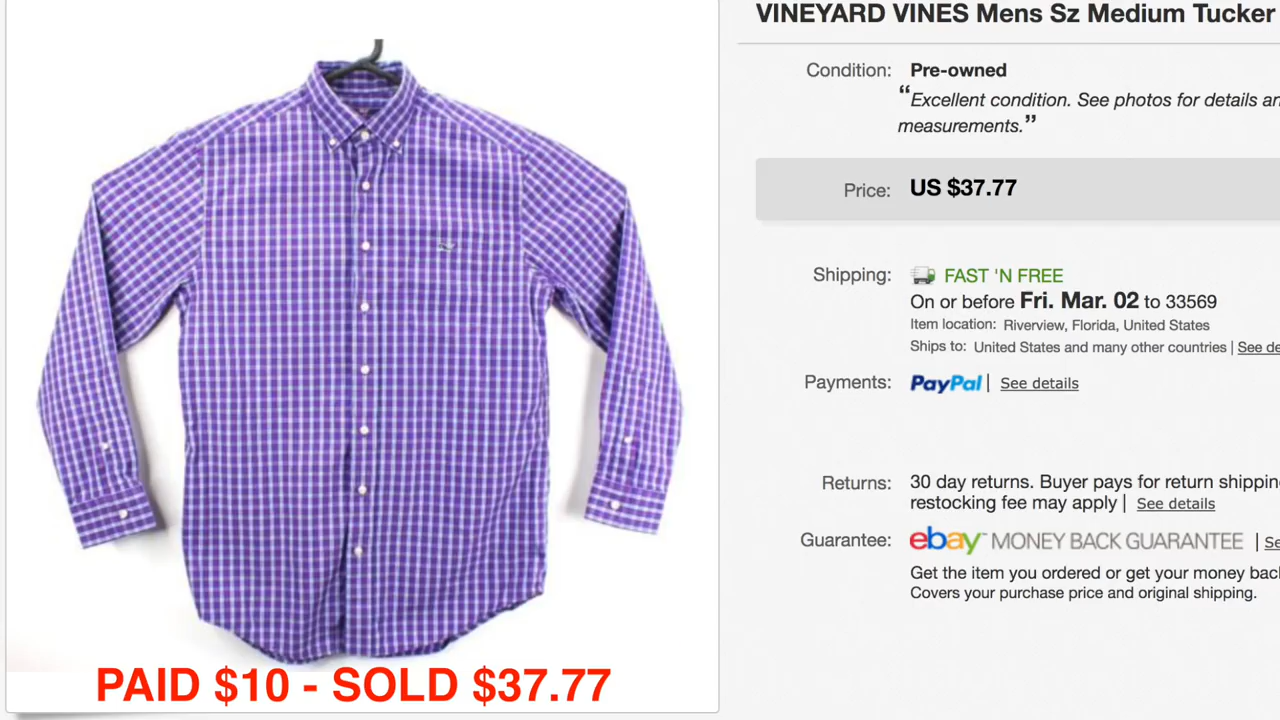 VINEYARD VINES Mens Sz Medium Tucker
Condition: Pre-owned
“Excellent condition. See photos for details an
measurements.”
Price: US $37.77
Shipping: FAST 'N FREE
On or before Fri. Mar. 02 to 33569
Item location: Riverview, Florida, United States
Ships to: United States and many other countries | See de
Payments: PayPal | See details
Returns: 30 day returns. Buyer pays for return shipping
restocking fee may apply | See details
Guarantee: ebay™ MONEY BACK GUARANTEE | Se
Get the item you ordered or get your money back
Covers your purchase price and original shipping.
PAID $10 - SOLD $37.77